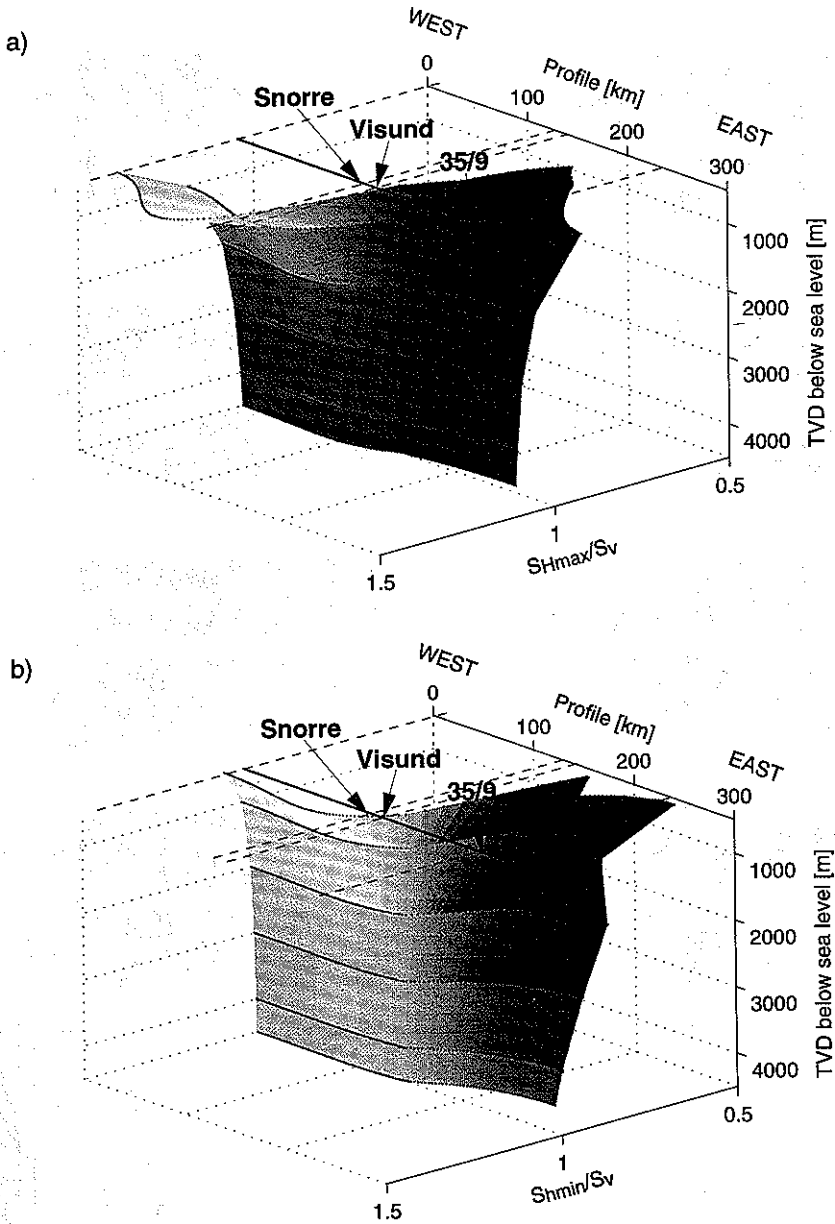 a)
WEST
0
Profile [km]
100
200
EAST
300
Snorre
Visund
35/9
1000
2000
3000
4000
TVD below sea level [m]
0.5
1
1.5
SHmax/Sv
b)
WEST
0
Profile [km]
100
200
EAST
300
Snorre
Visund
35/9
1000
2000
3000
4000
TVD below sea level [m]
0.5
1
1.5
Shmin/Sv